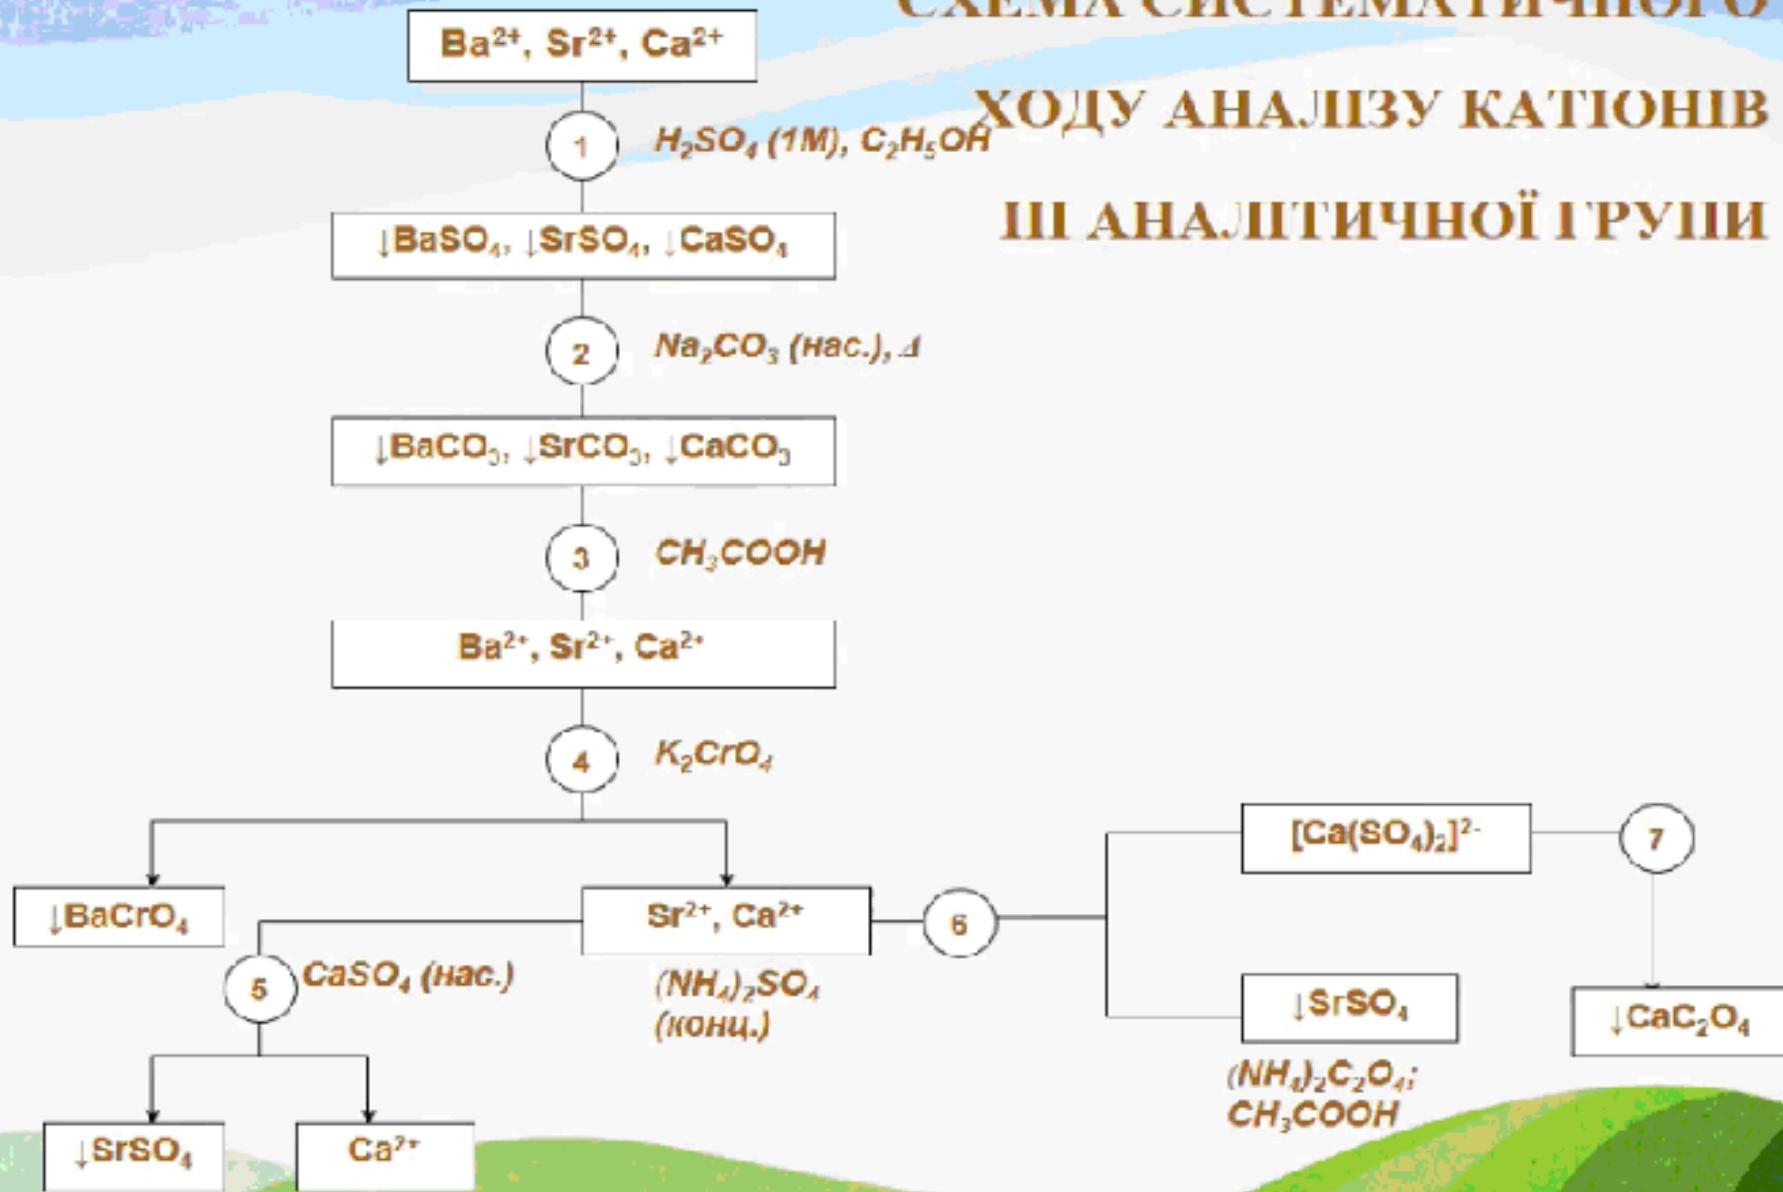 СХЕМА СИСТЕМАТИЧНОГО
ХОДУ АНАЛІЗУ КАТІОНІВ
ІІІ АНАЛІТИЧНОЇ ГРУПИ
Ba²⁺, Sr²⁺, Ca²⁺
1 H₂SO₄ (1M), C₂H₅OH
↓BaSO₄, ↓SrSO₄, ↓CaSO₄
2 Na₂CO₃ (нас.), Δ
↓BaCO₃, ↓SrCO₃, ↓CaCO₃
3 CH₃COOH
Ba²⁺, Sr²⁺, Ca²⁺
4 K₂CrO₄
[Ca(SO₄)₂]²⁻ 7
↓BaCrO₄ Sr²⁺, Ca²⁺ 6
5 CaSO₄ (нас.) (NH₄)₂SO₄
(конц.)
↓SrSO₄ ↓CaC₂O₄
(NH₄)₂C₂O₄;
CH₃COOH
↓SrSO₄ Ca²⁺